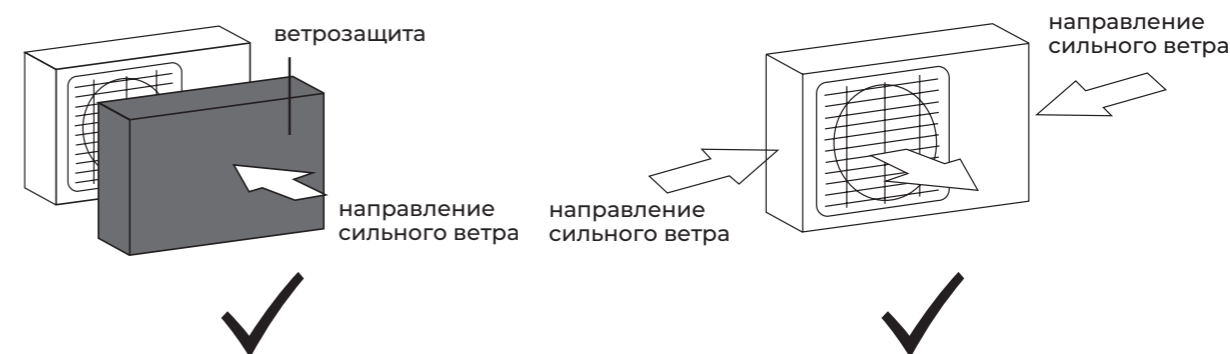 ветрозащита
направление
сильного ветра
направление
сильного ветра
направление
сильного ветра